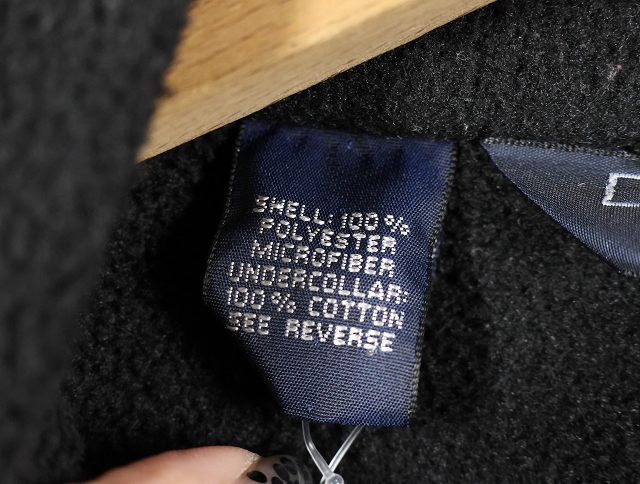 SHELL: 100%
POLYESTER
MICROFIBER
UNDERCOLLAR:
100% COTTON
SEE REVERSE